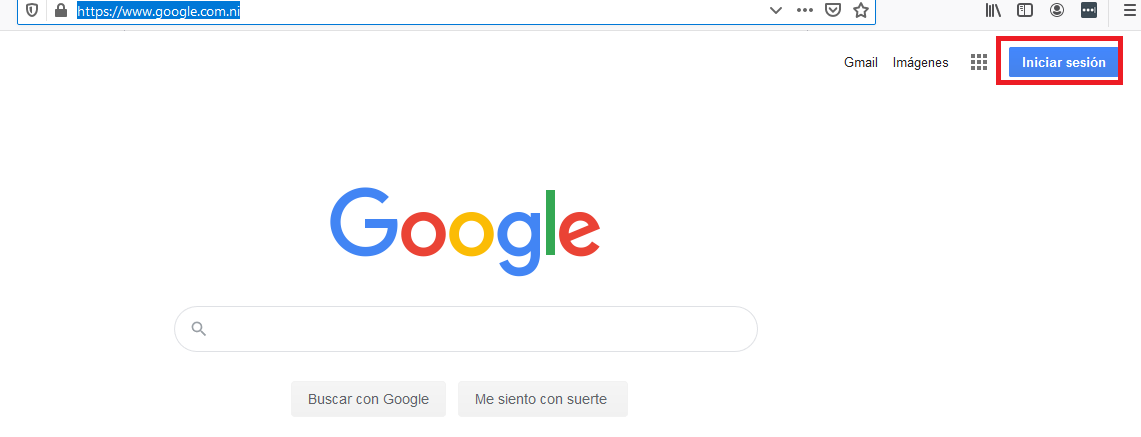 https://www.google.com.ni
Gmail Imágenes Iniciar sesión
Google
Buscar con Google Me siento con suerte